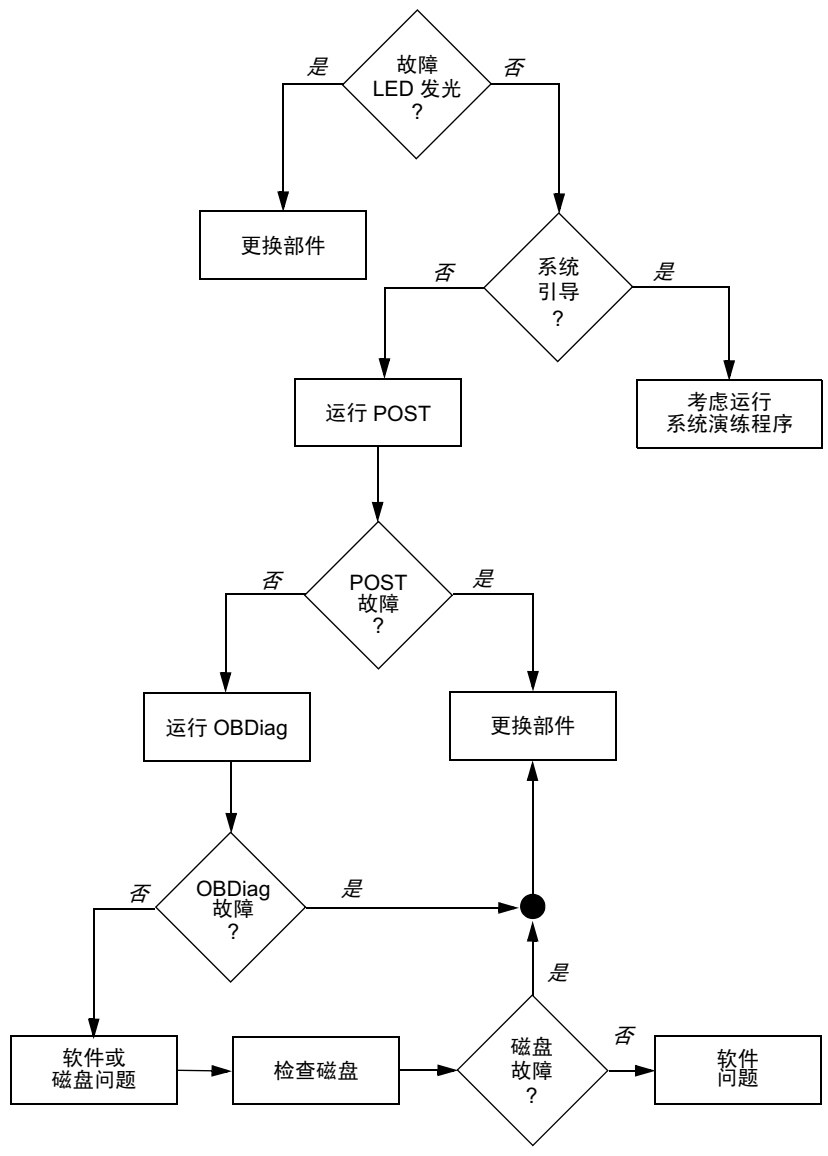 故障
LED 发光
?
是
否
更换部件
系统
引导
?
否
是
运行 POST
考虑运行
系统演练程序
POST
故障
?
否
是
运行 OBDiag
更换部件
OBDiag
故障
?
否
是
是
软件或
磁盘问题
检查磁盘
磁盘
故障
?
否
软件
问题